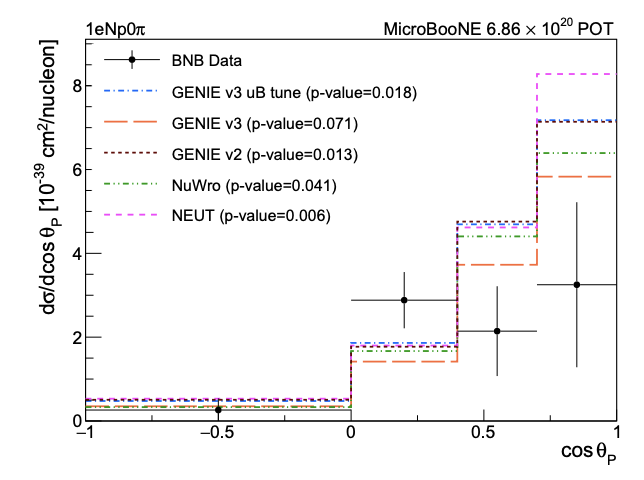 1eNp0π
MicroBooNE 6.86 × 10²⁰ POT
BNB Data
GENIE v3 uB tune (p-value=0.018)
GENIE v3 (p-value=0.071)
GENIE v2 (p-value=0.013)
NuWro (p-value=0.041)
NEUT (p-value=0.006)
dσ/dcos θ_P [10⁻³⁹ cm²/nucleon]
8
6
4
2
0
−1 −0.5 0 0.5 1
cos θ_P